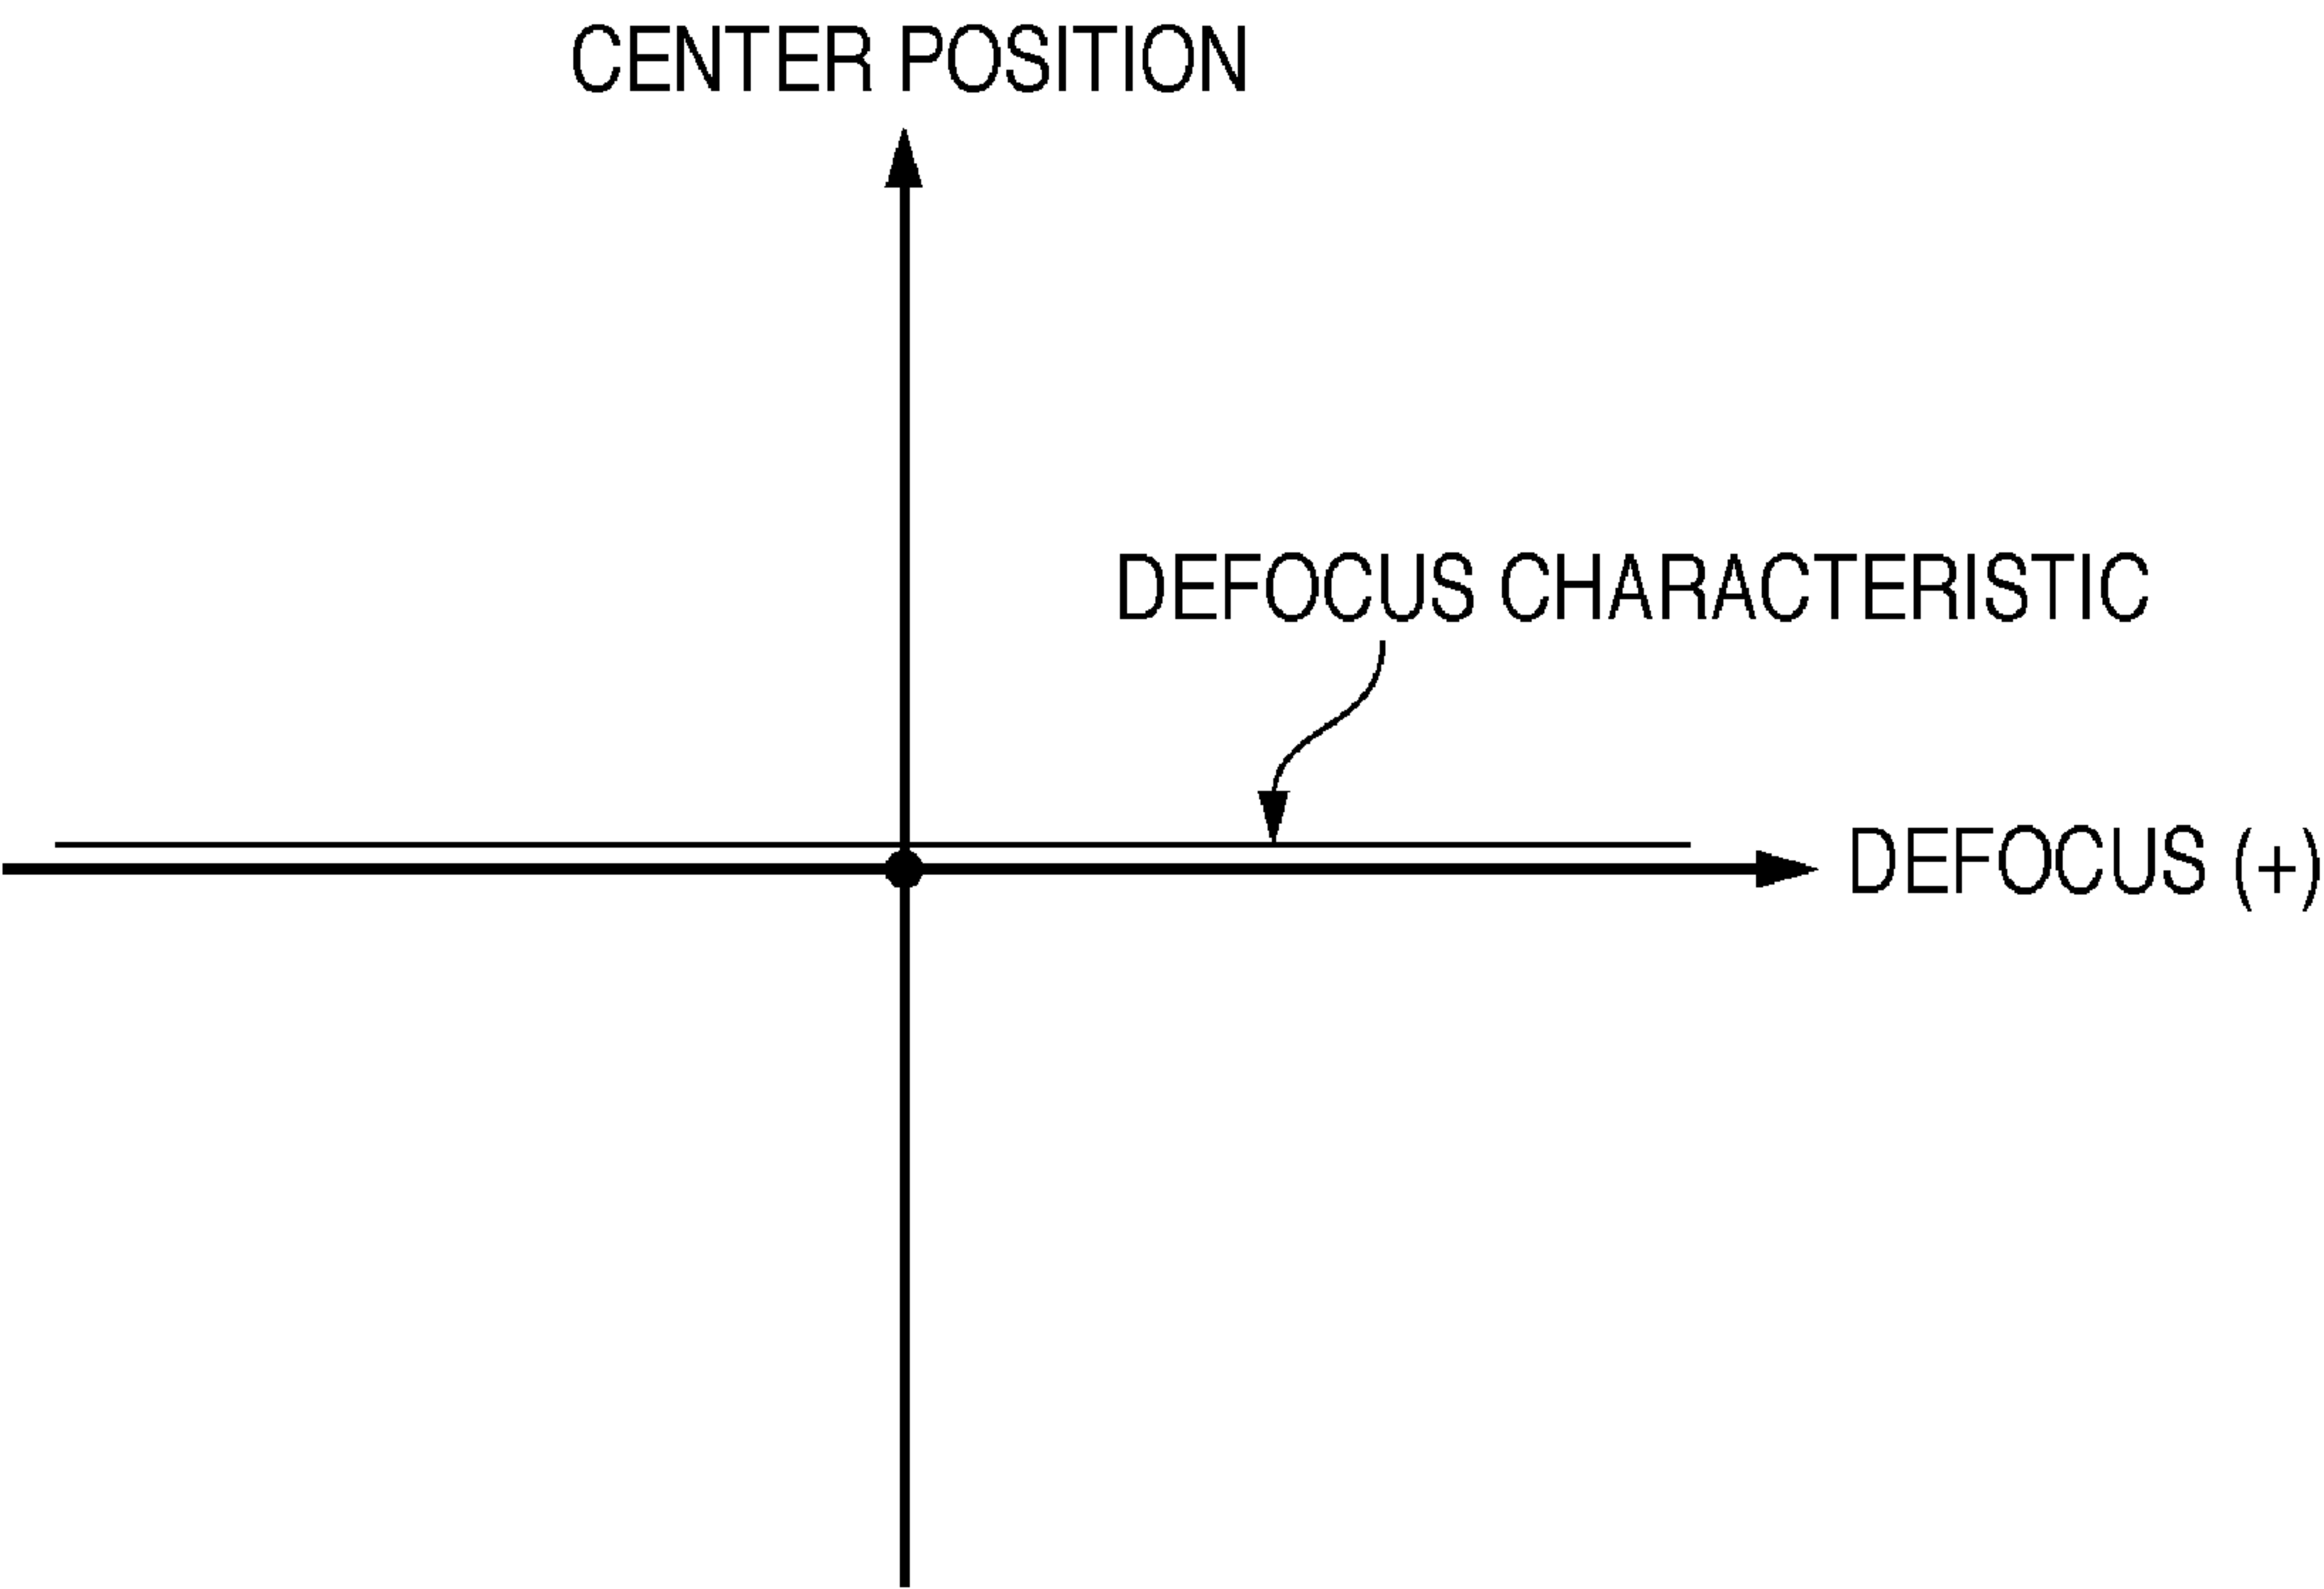 CENTER POSITION
DEFOCUS CHARACTERISTIC
DEFOCUS (+)